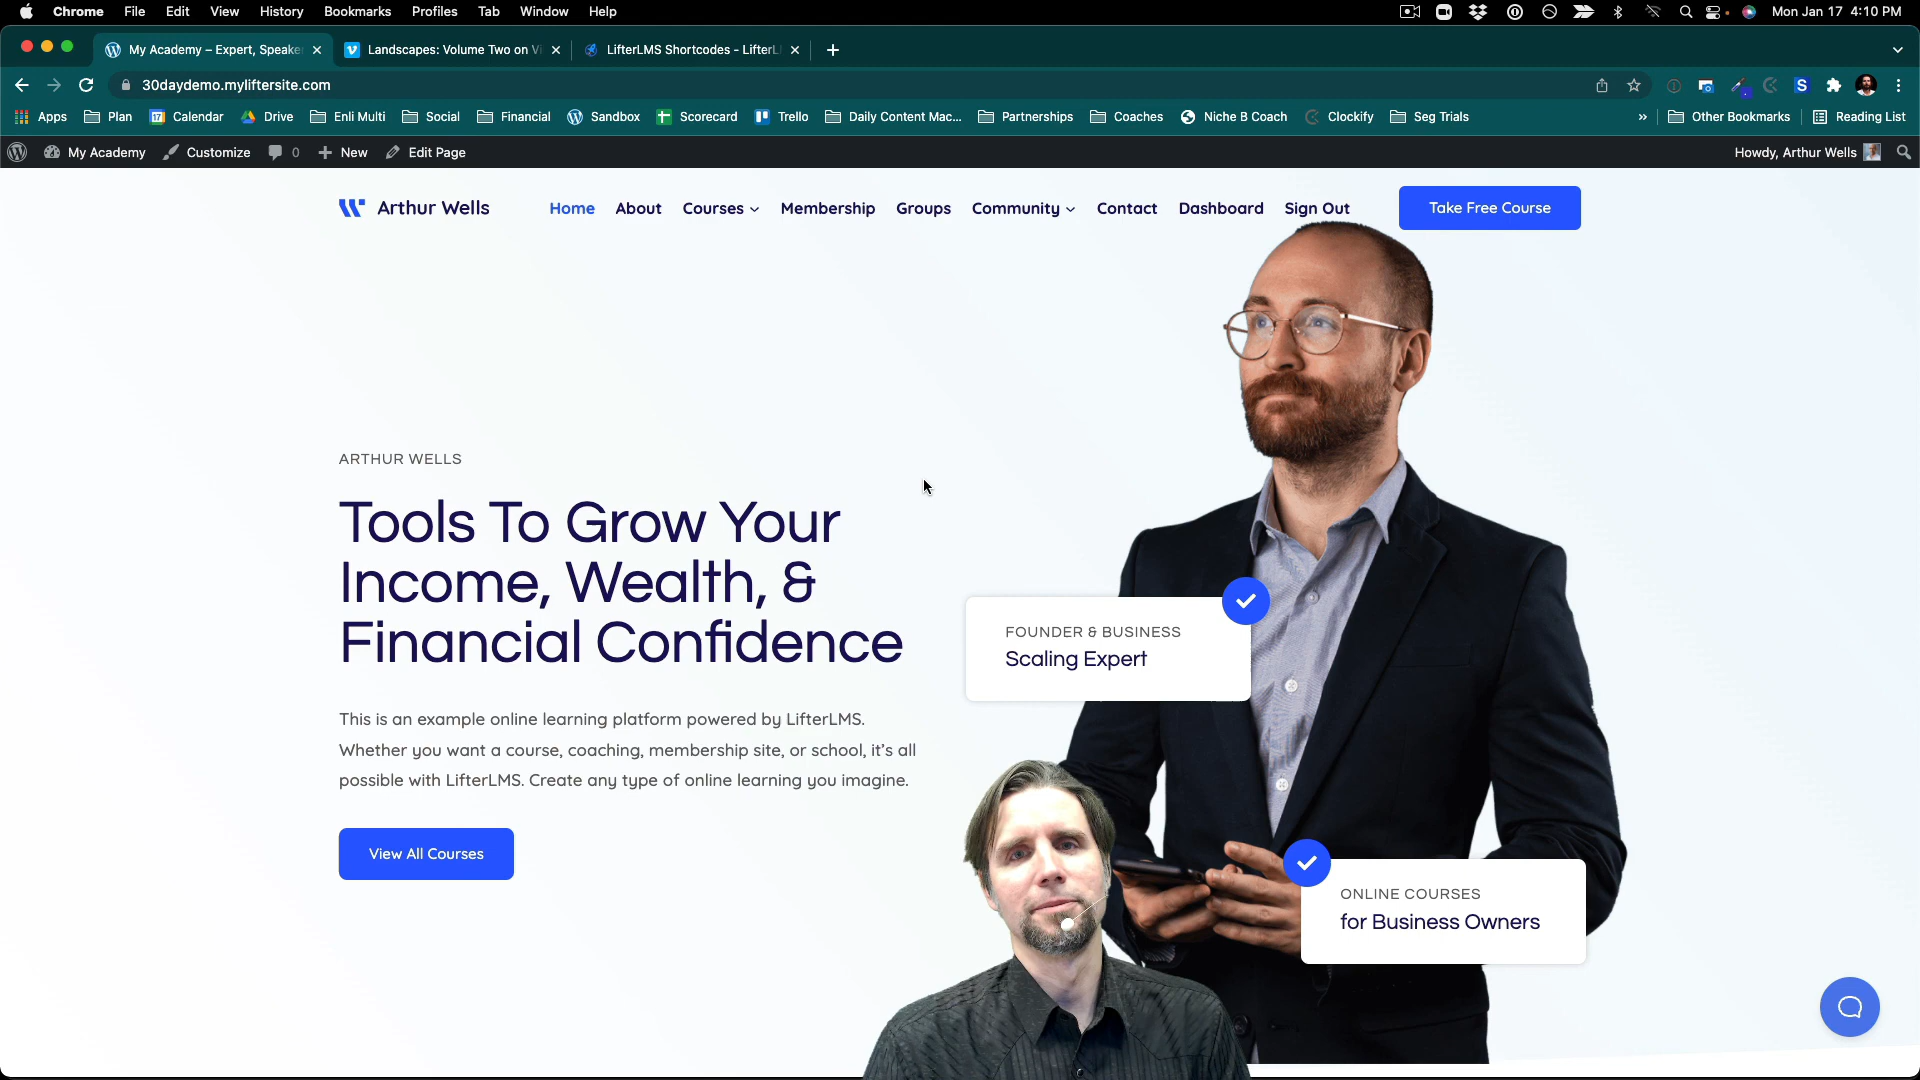 Chrome File Edit View History Bookmarks Profiles Tab Window Help Mon Jan 17 4:10 PM
My Academy – Expert, Speake Landscapes: Volume Two on Vi LifterLMS Shortcodes - LifterL
30daydemo.myliftersite.com
Apps Plan Calendar Drive Enli Multi Social Financial Sandbox Scorecard Trello Daily Content Mac... Partnerships Coaches Niche B Coach Clockify Seg Trials » Other Bookmarks Reading List
My Academy Customize 0 New Edit Page Howdy, Arthur Wells
Arthur Wells Home About Courses Membership Groups Community Contact Dashboard Sign Out Take Free Course
ARTHUR WELLS
Tools To Grow Your
Income, Wealth, &
Financial Confidence
This is an example online learning platform powered by LifterLMS.
Whether you want a course, coaching, membership site, or school, it's all
possible with LifterLMS. Create any type of online learning you imagine.
View All Courses
FOUNDER & BUSINESS
Scaling Expert
ONLINE COURSES
for Business Owners